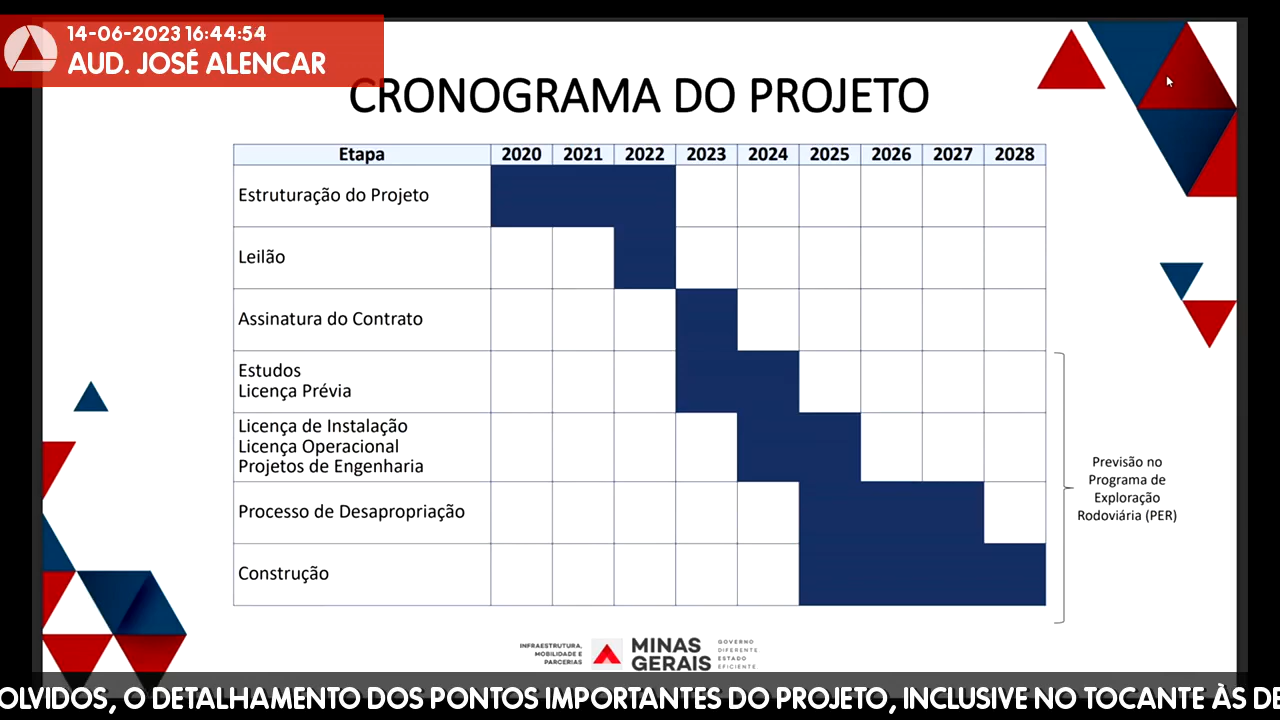 14-06-2023 16:44:54
AUD. JOSÉ ALENCAR
CRONOGRAMA DO PROJETO
Etapa 2020 2021 2022 2023 2024 2025 2026 2027 2028
Estruturação do Projeto
Leilão
Assinatura do Contrato
Estudos
Licença Prévia
Licença de Instalação
Licença Operacional
Projetos de Engenharia
Processo de Desapropriação
Construção
Previsão no
Programa de
Exploração
Rodoviária (PER)
INFRAESTRUTURA,
MOBILIDADE E
PARCERIAS
MINAS
GERAIS
GOVERNO
DIFERENTE
ESTADO
EFICIENTE.
OLVIDOS, O DETALHAMENTO DOS PONTOS IMPORTANTES DO PROJETO, INCLUSIVE NO TOCANTE ÀS DE